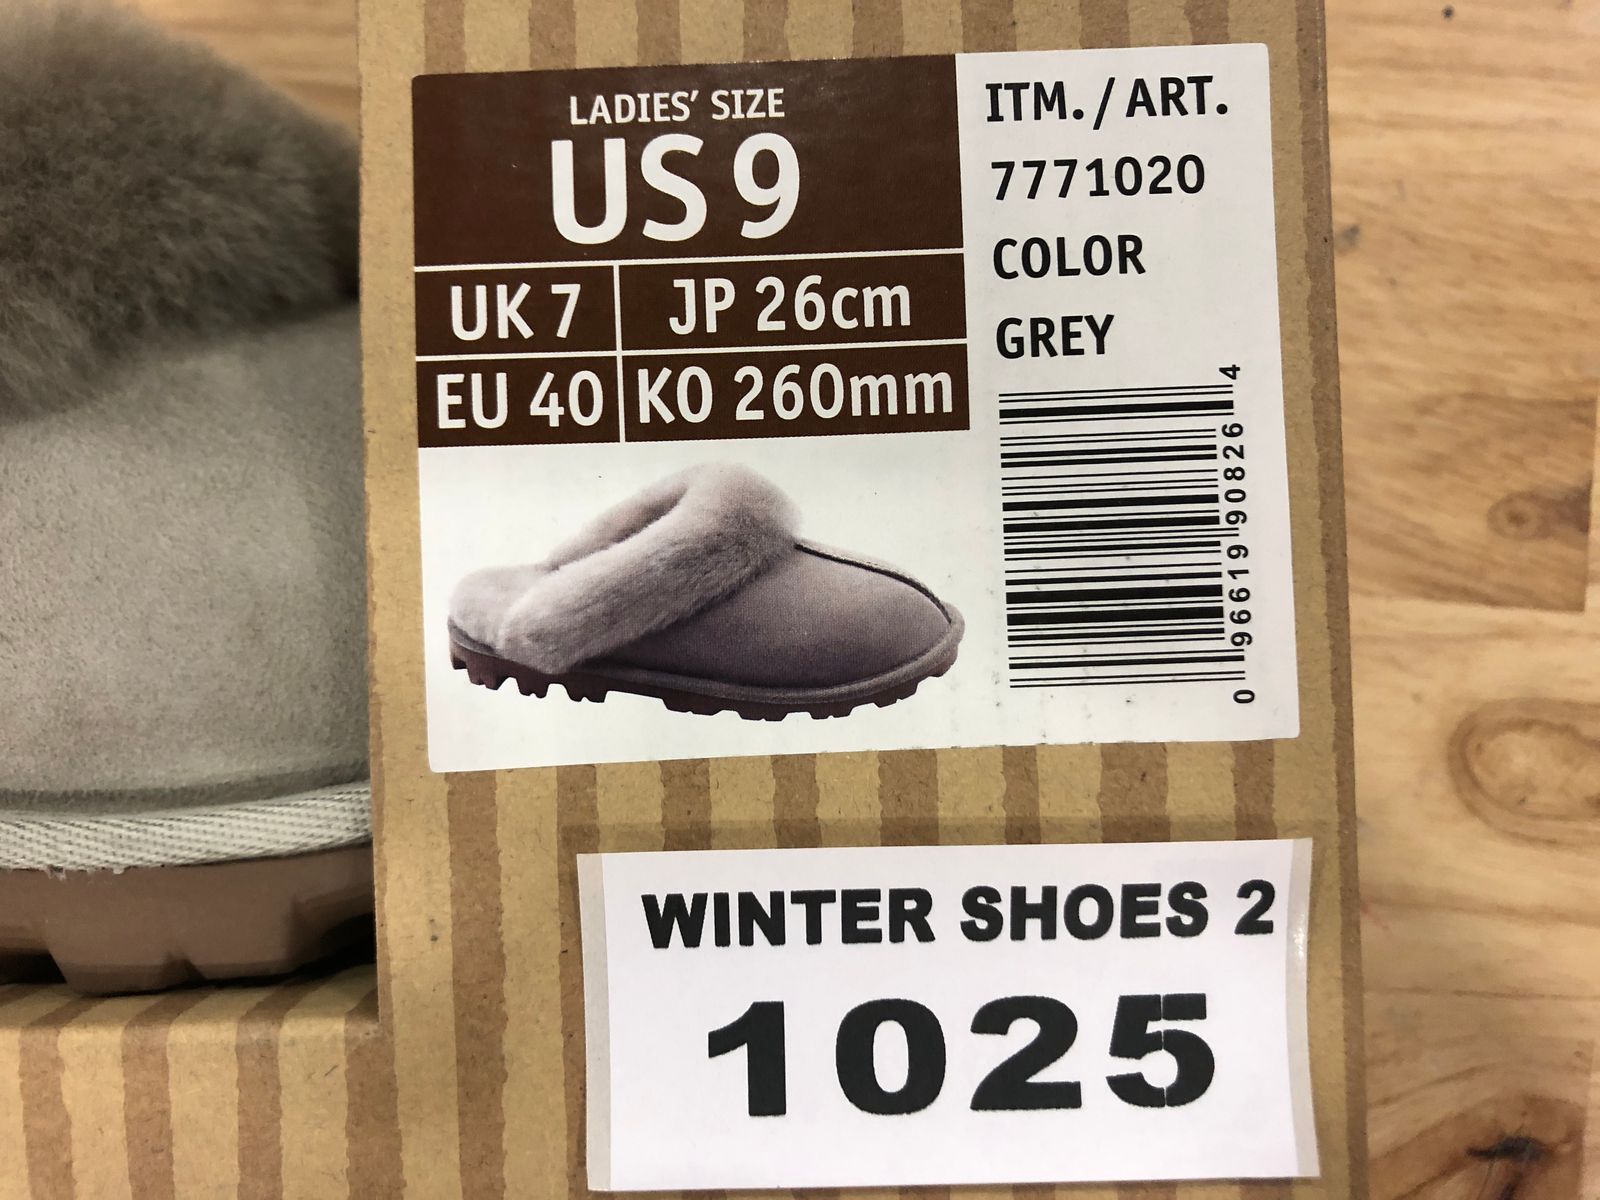 LADIES' SIZE
US 9
UK 7
JP 26cm
EU 40
KO 260mm
ITM. / ART.
7771020
COLOR
GREY
0 96619 90826 4
WINTER SHOES 2
1025